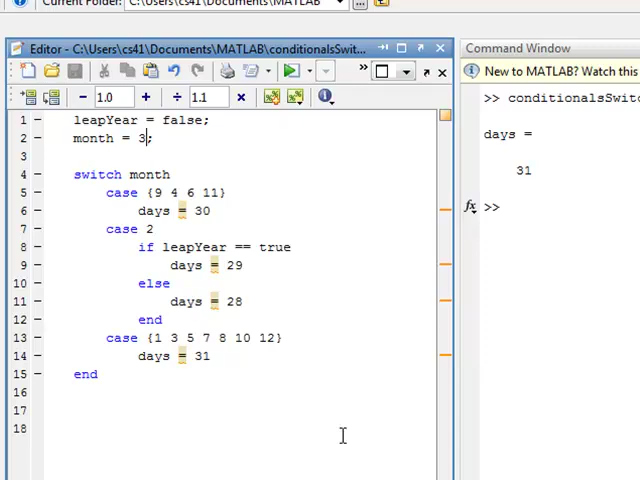 Current Folder: C:\Users\cs41\Documents\MATLAB
Editor - C:\Users\cs41\Documents\MATLAB\conditionalsSwit...
1.0
1.1
1 leapYear = false;
2 month = 3;
3
4 switch month
5 case {9 4 6 11}
6 days = 30
7 case 2
8 if leapYear == true
9 days = 29
10 else
11 days = 28
12 end
13 case {1 3 5 7 8 10 12}
14 days = 31
15 end
16
17
18
Command Window
New to MATLAB? Watch this
>> conditionalsSwitc
days =
31
fx >>